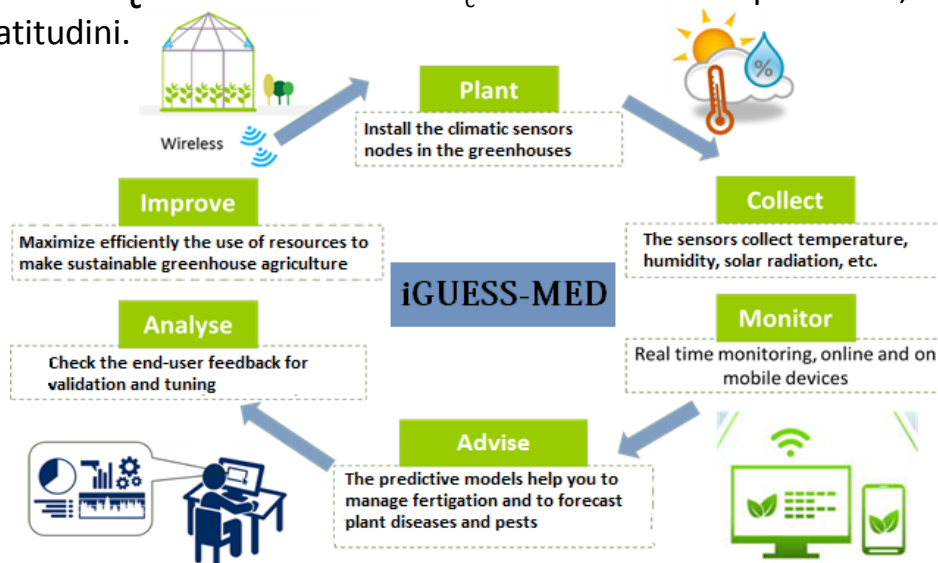 atitudini.
Wireless
Plant
Install the climatic sensors
nodes in the greenhouses
%
Collect
The sensors collect temperature,
humidity, solar radiation, etc.
Monitor
Real time monitoring, online and on
mobile devices
Advise
The predictive models help you to
manage fertigation and to forecast
plant diseases and pests
Analyse
Check the end-user feedback for
validation and tuning
Improve
Maximize efficiently the use of resources to
make sustainable greenhouse agriculture
iGUESS-MED